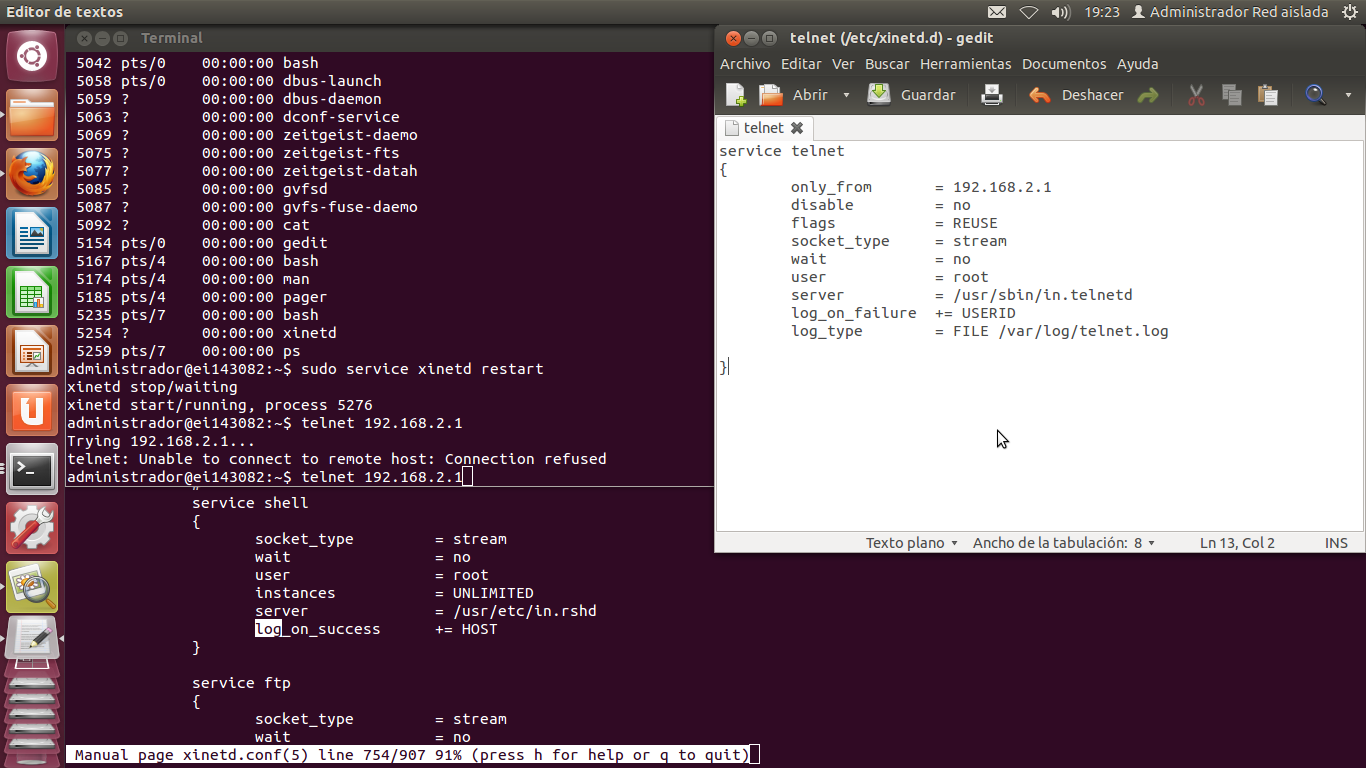 Editor de textos
19:23 Administrador Red aislada
Terminal
5042 pts/0 00:00:00 bash
5058 pts/0 00:00:00 dbus-launch
5059 ? 00:00:00 dbus-daemon
5063 ? 00:00:00 dconf-service
5069 ? 00:00:00 zeitgeist-daemo
5075 ? 00:00:00 zeitgeist-fts
5077 ? 00:00:00 zeitgeist-datah
5085 ? 00:00:00 gvfsd
5087 ? 00:00:00 gvfs-fuse-daemo
5092 ? 00:00:00 cat
5154 pts/0 00:00:00 gedit
5167 pts/4 00:00:00 bash
5174 pts/4 00:00:00 man
5185 pts/4 00:00:00 pager
5235 pts/7 00:00:00 bash
5254 ? 00:00:00 xinetd
5259 pts/7 00:00:00 ps
administrador@ei143082:~$ sudo service xinetd restart
xinetd stop/waiting
xinetd start/running, process 5276
administrador@ei143082:~$ telnet 192.168.2.1
Trying 192.168.2.1...
telnet: Unable to connect to remote host: Connection refused
administrador@ei143082:~$ telnet 192.168.2.1
service shell
{
socket_type = stream
wait = no
user = root
instances = UNLIMITED
server = /usr/etc/in.rshd
log_on_success += HOST
}
service ftp
{
socket_type = stream
wait = no
Manual page xinetd.conf(5) line 754/907 91% (press h for help or q to quit)
telnet (/etc/xinetd.d) - gedit
Archivo Editar Ver Buscar Herramientas Documentos Ayuda
Abrir Guardar Deshacer
telnet
service telnet
{
only_from = 192.168.2.1
disable = no
flags = REUSE
socket_type = stream
wait = no
user = root
server = /usr/sbin/in.telnetd
log_on_failure += USERID
log_type = FILE /var/log/telnet.log
}
Texto plano Ancho de la tabulación: 8 Ln 13, Col 2 INS